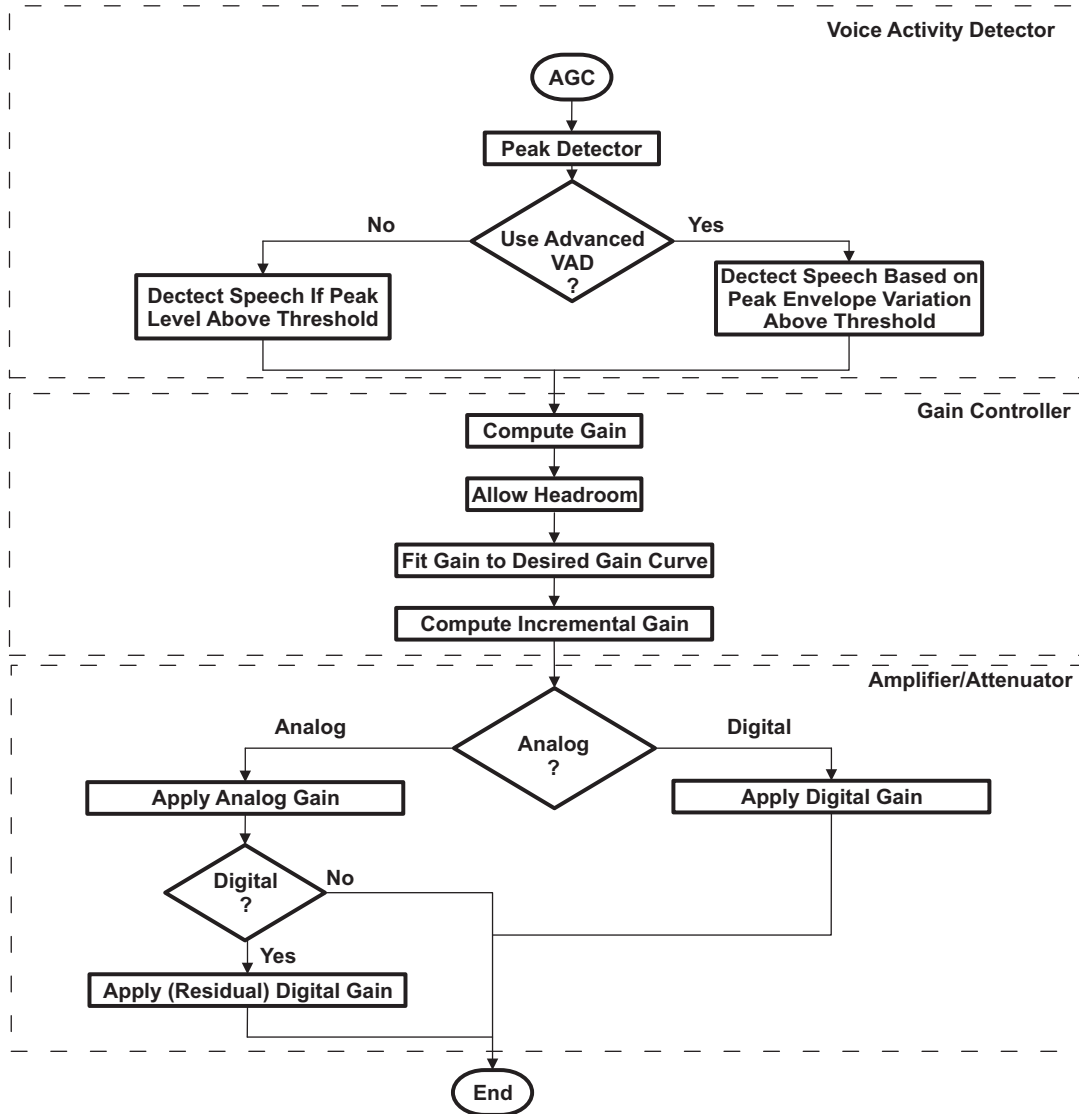 Voice Activity Detector
AGC
Peak Detector
No
Yes
Use Advanced
VAD
?
Dectect Speech If Peak
Level Above Threshold
Dectect Speech Based on
Peak Envelope Variation
Above Threshold
Gain Controller
Compute Gain
Allow Headroom
Fit Gain to Desired Gain Curve
Compute Incremental Gain
Amplifier/Attenuator
Analog
Digital
Analog
?
Apply Analog Gain
Apply Digital Gain
Digital
?
No
Yes
Apply (Residual) Digital Gain
End